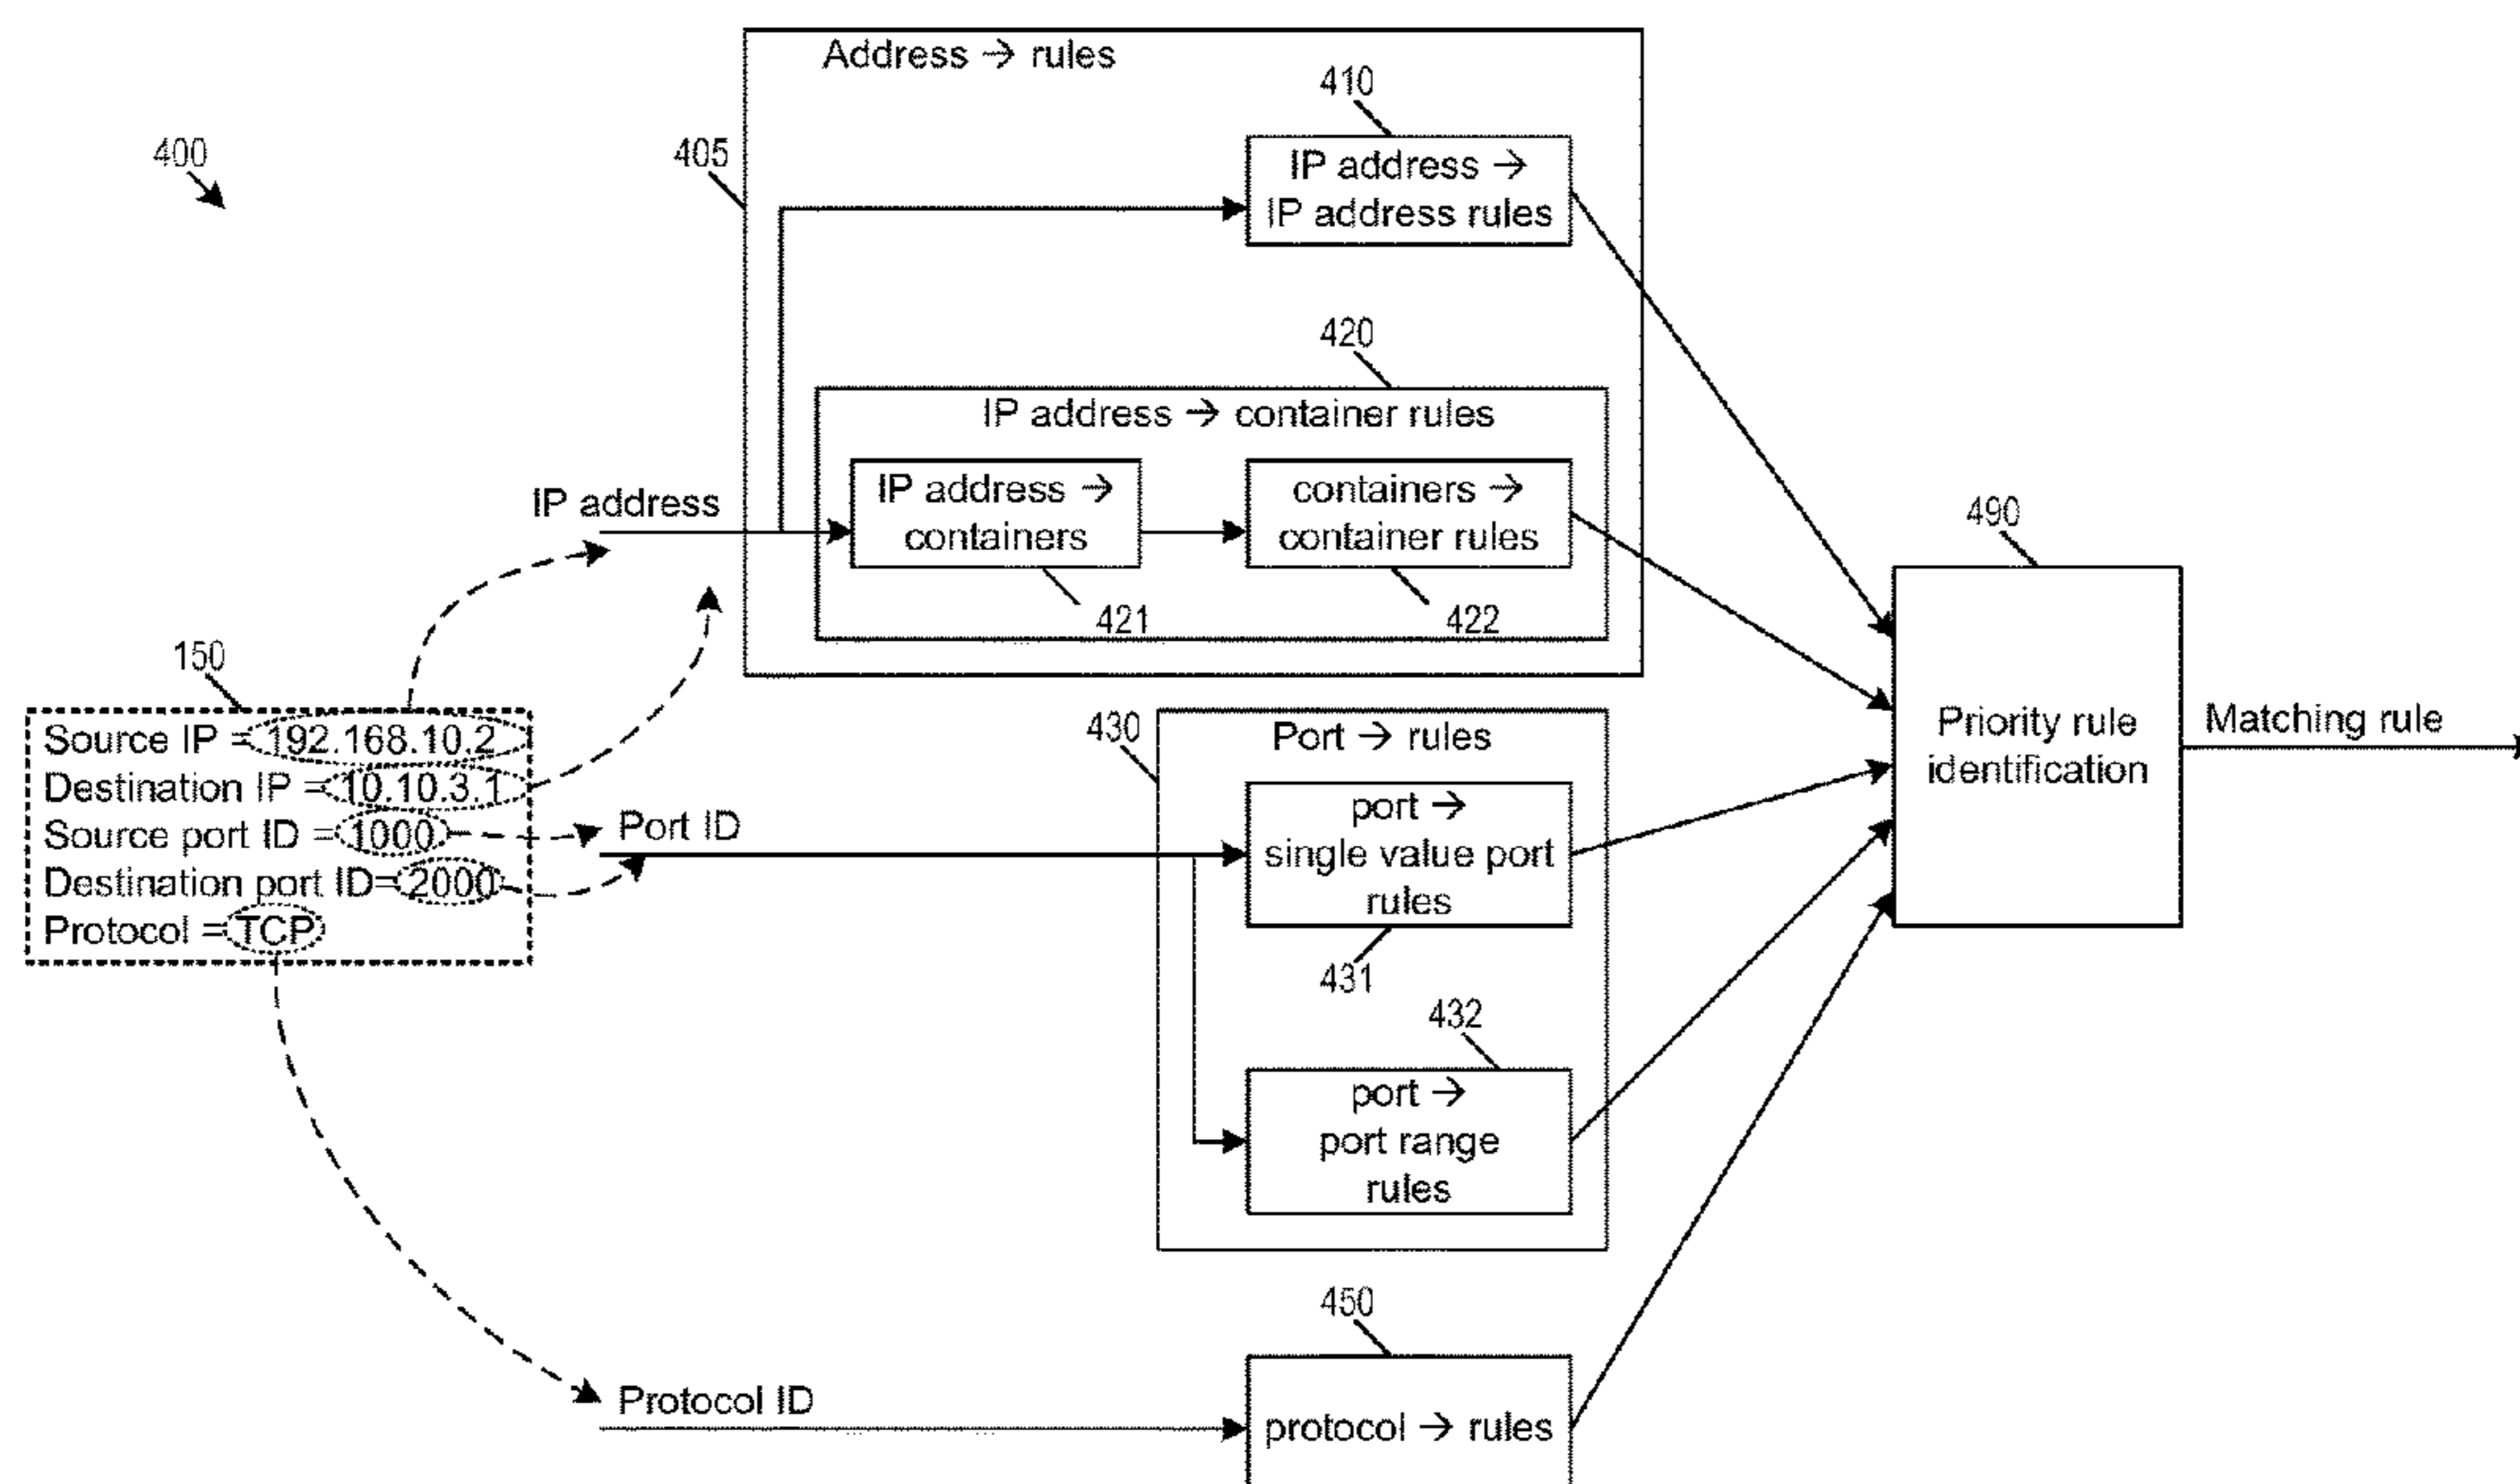 Address → rules
410
400
405
IP address →
IP address rules
420
IP address → container rules
IP address →
containers
containers →
container rules
IP address
421
422
490
150
Source IP = 192.168.10.2
Destination IP = 10.10.3.1
Source port ID = 1000
Destination port ID= 2000
Protocol = TCP
Port ID
430
Port → rules
port →
single value port
rules
431
432
port →
port range
rules
Priority rule
identification
Matching rule
450
Protocol ID
protocol → rules